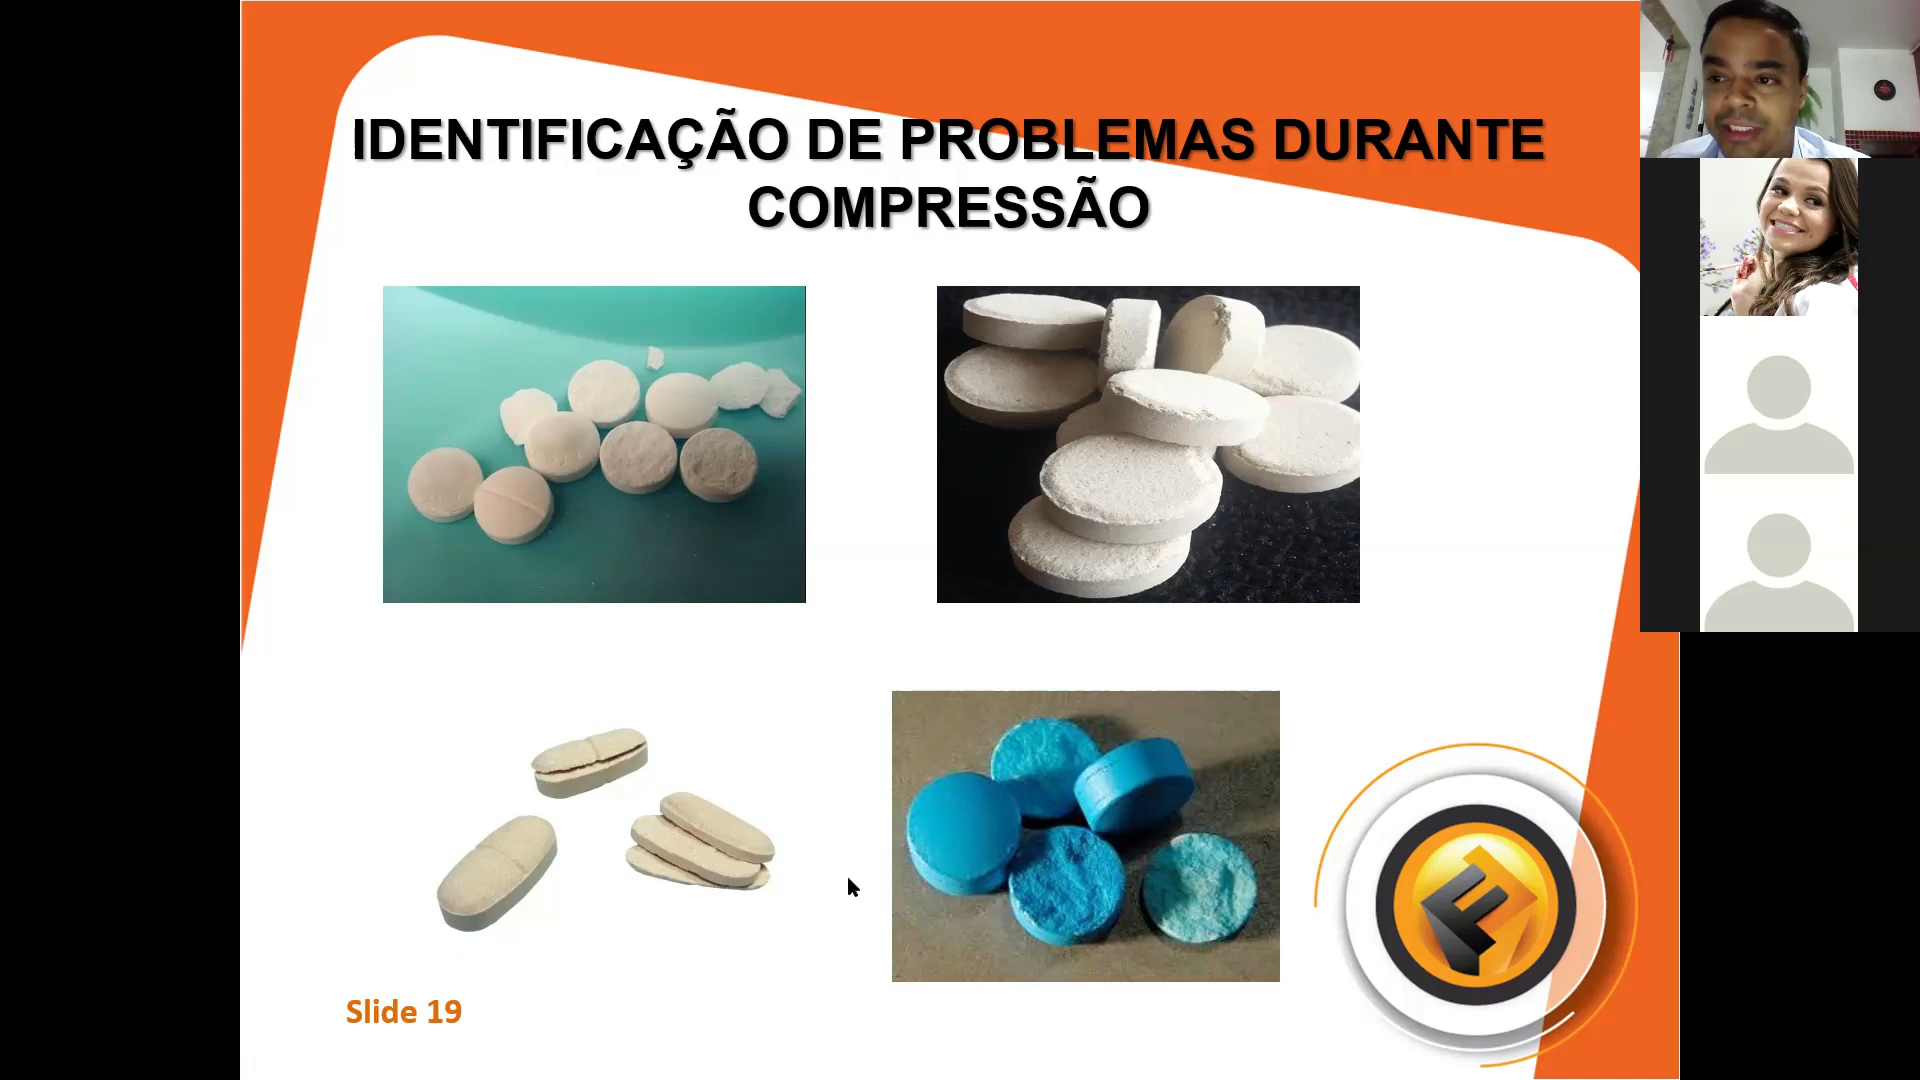 IDENTIFICAÇÃO DE PROBLEMAS DURANTE
COMPRESSÃO
Slide 19